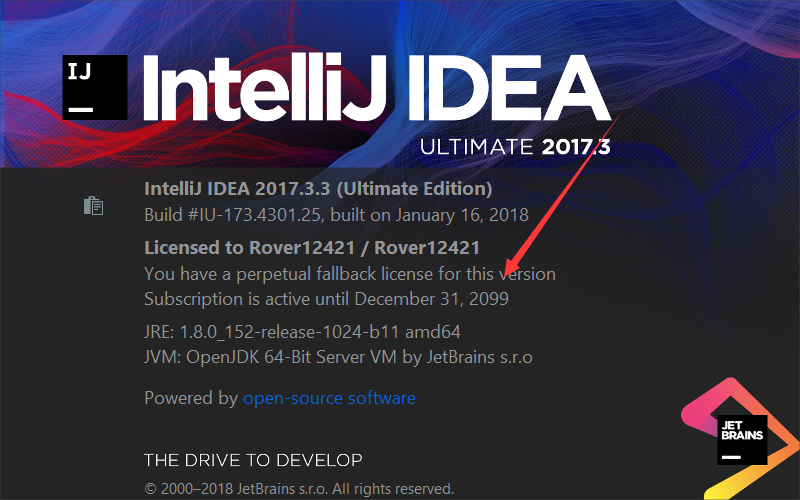 IJ
IntelliJ IDEA
ULTIMATE 2017.3
IntelliJ IDEA 2017.3.3 (Ultimate Edition)
Build #IU-173.4301.25, built on January 16, 2018
Licensed to Rover12421 / Rover12421
You have a perpetual fallback license for this version
Subscription is active until December 31, 2099
JRE: 1.8.0_152-release-1024-b11 amd64
JVM: OpenJDK 64-Bit Server VM by JetBrains s.r.o
Powered by open-source software
JET
BRAINS
THE DRIVE TO DEVELOP
© 2000–2018 JetBrains s.r.o. All rights reserved.